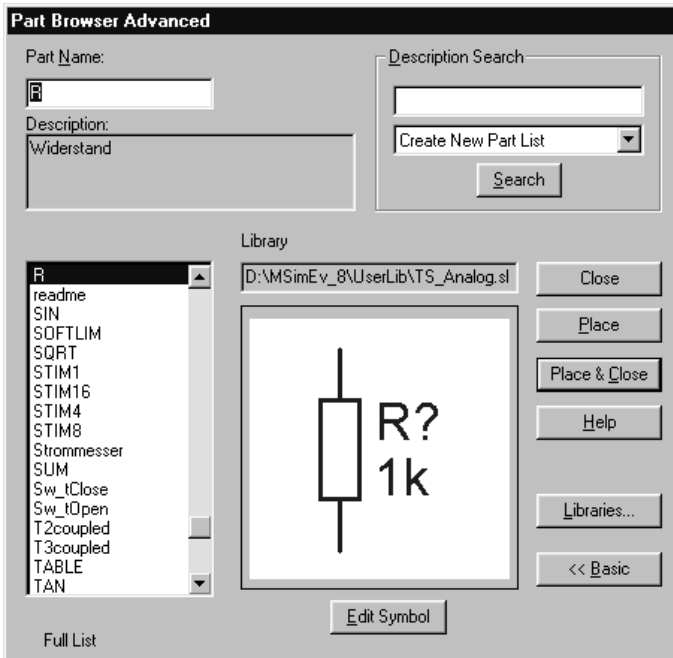 Part Browser Advanced
Part Name:
R
Description:
Widerstand
Description Search
Create New Part List
Search
Library
D:\MSimEv_8\UserLib\TS_Analog.sl
R
readme
SIN
SOFTLIM
SQRT
STIM1
STIM16
STIM4
STIM8
Strommesser
SUM
Sw_tClose
Sw_tOpen
T2coupled
T3coupled
TABLE
TAN
Full List
R?
1k
Edit Symbol
Close
Place
Place & Close
Help
Libraries...
<< Basic